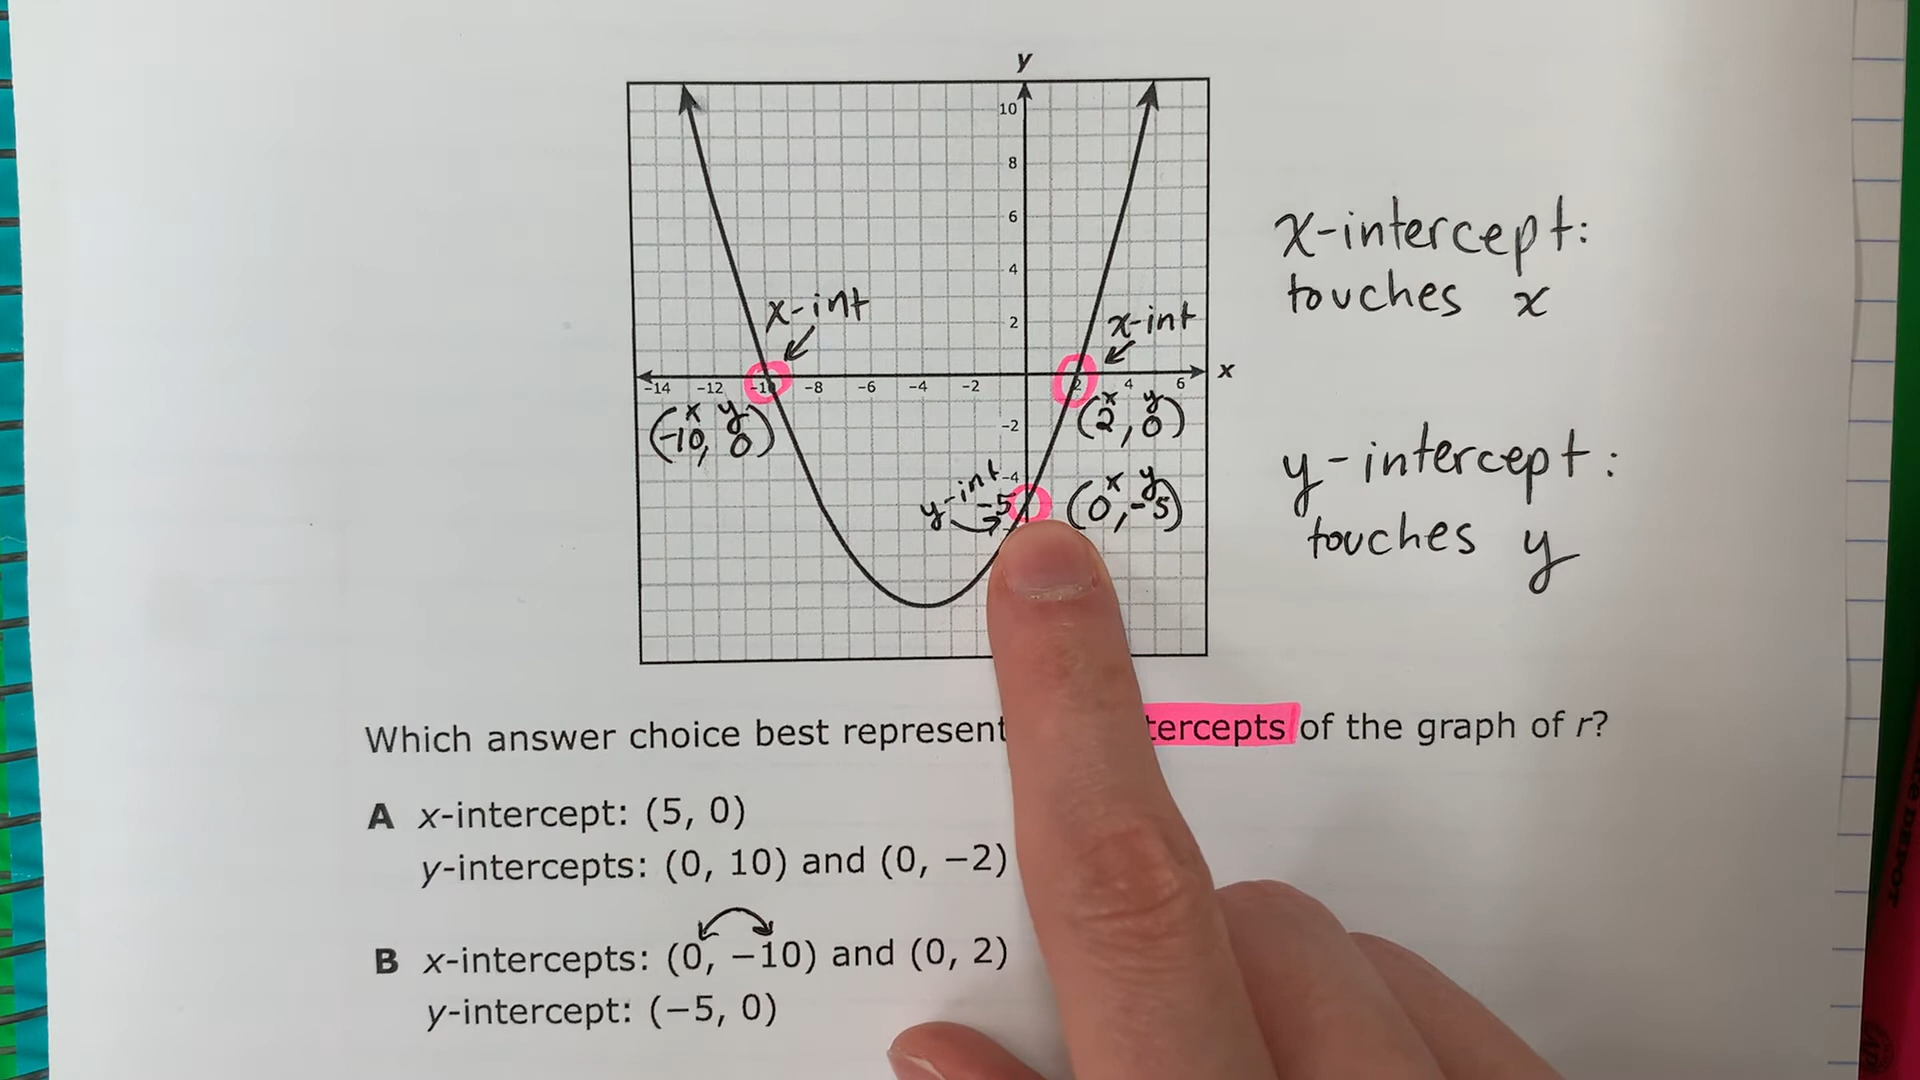 y
10
8
6
4
2
x-int
x-int
x
-14 -12 -10 -8 -6 -4 -2 2 4 6
x y
(-10, 0)
x y
(2, 0)
-2
-4
y-int
-5
x y
(0, -5)
x-intercept:
touches x
y-intercept:
touches y
Which answer choice best represent tercepts of the graph of r?
A x-intercept: (5, 0)
y-intercepts: (0, 10) and (0, −2)
B x-intercepts: (0, −10) and (0, 2)
y-intercept: (−5, 0)